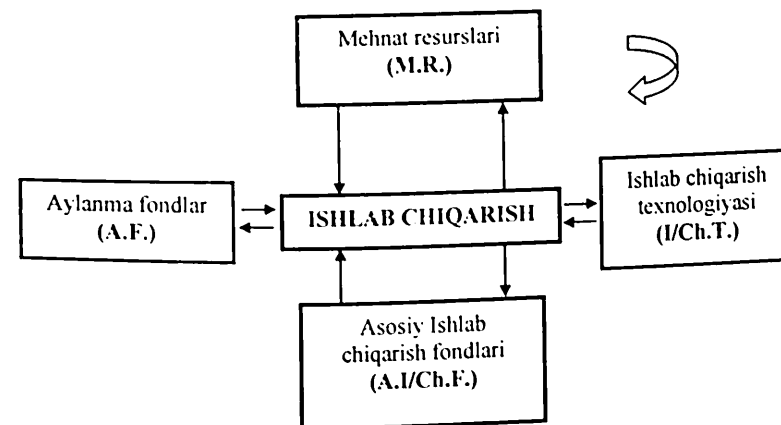 Mehnat resurslari
(M.R.)
Aylanma fondlar
(A.F.)
ISHLAB CHIQARISH
Ishlab chiqarish
texnologiyasi
(I/Ch.T.)
Asosiy Ishlab
chiqarish fondlari
(A.I/Ch.F.)